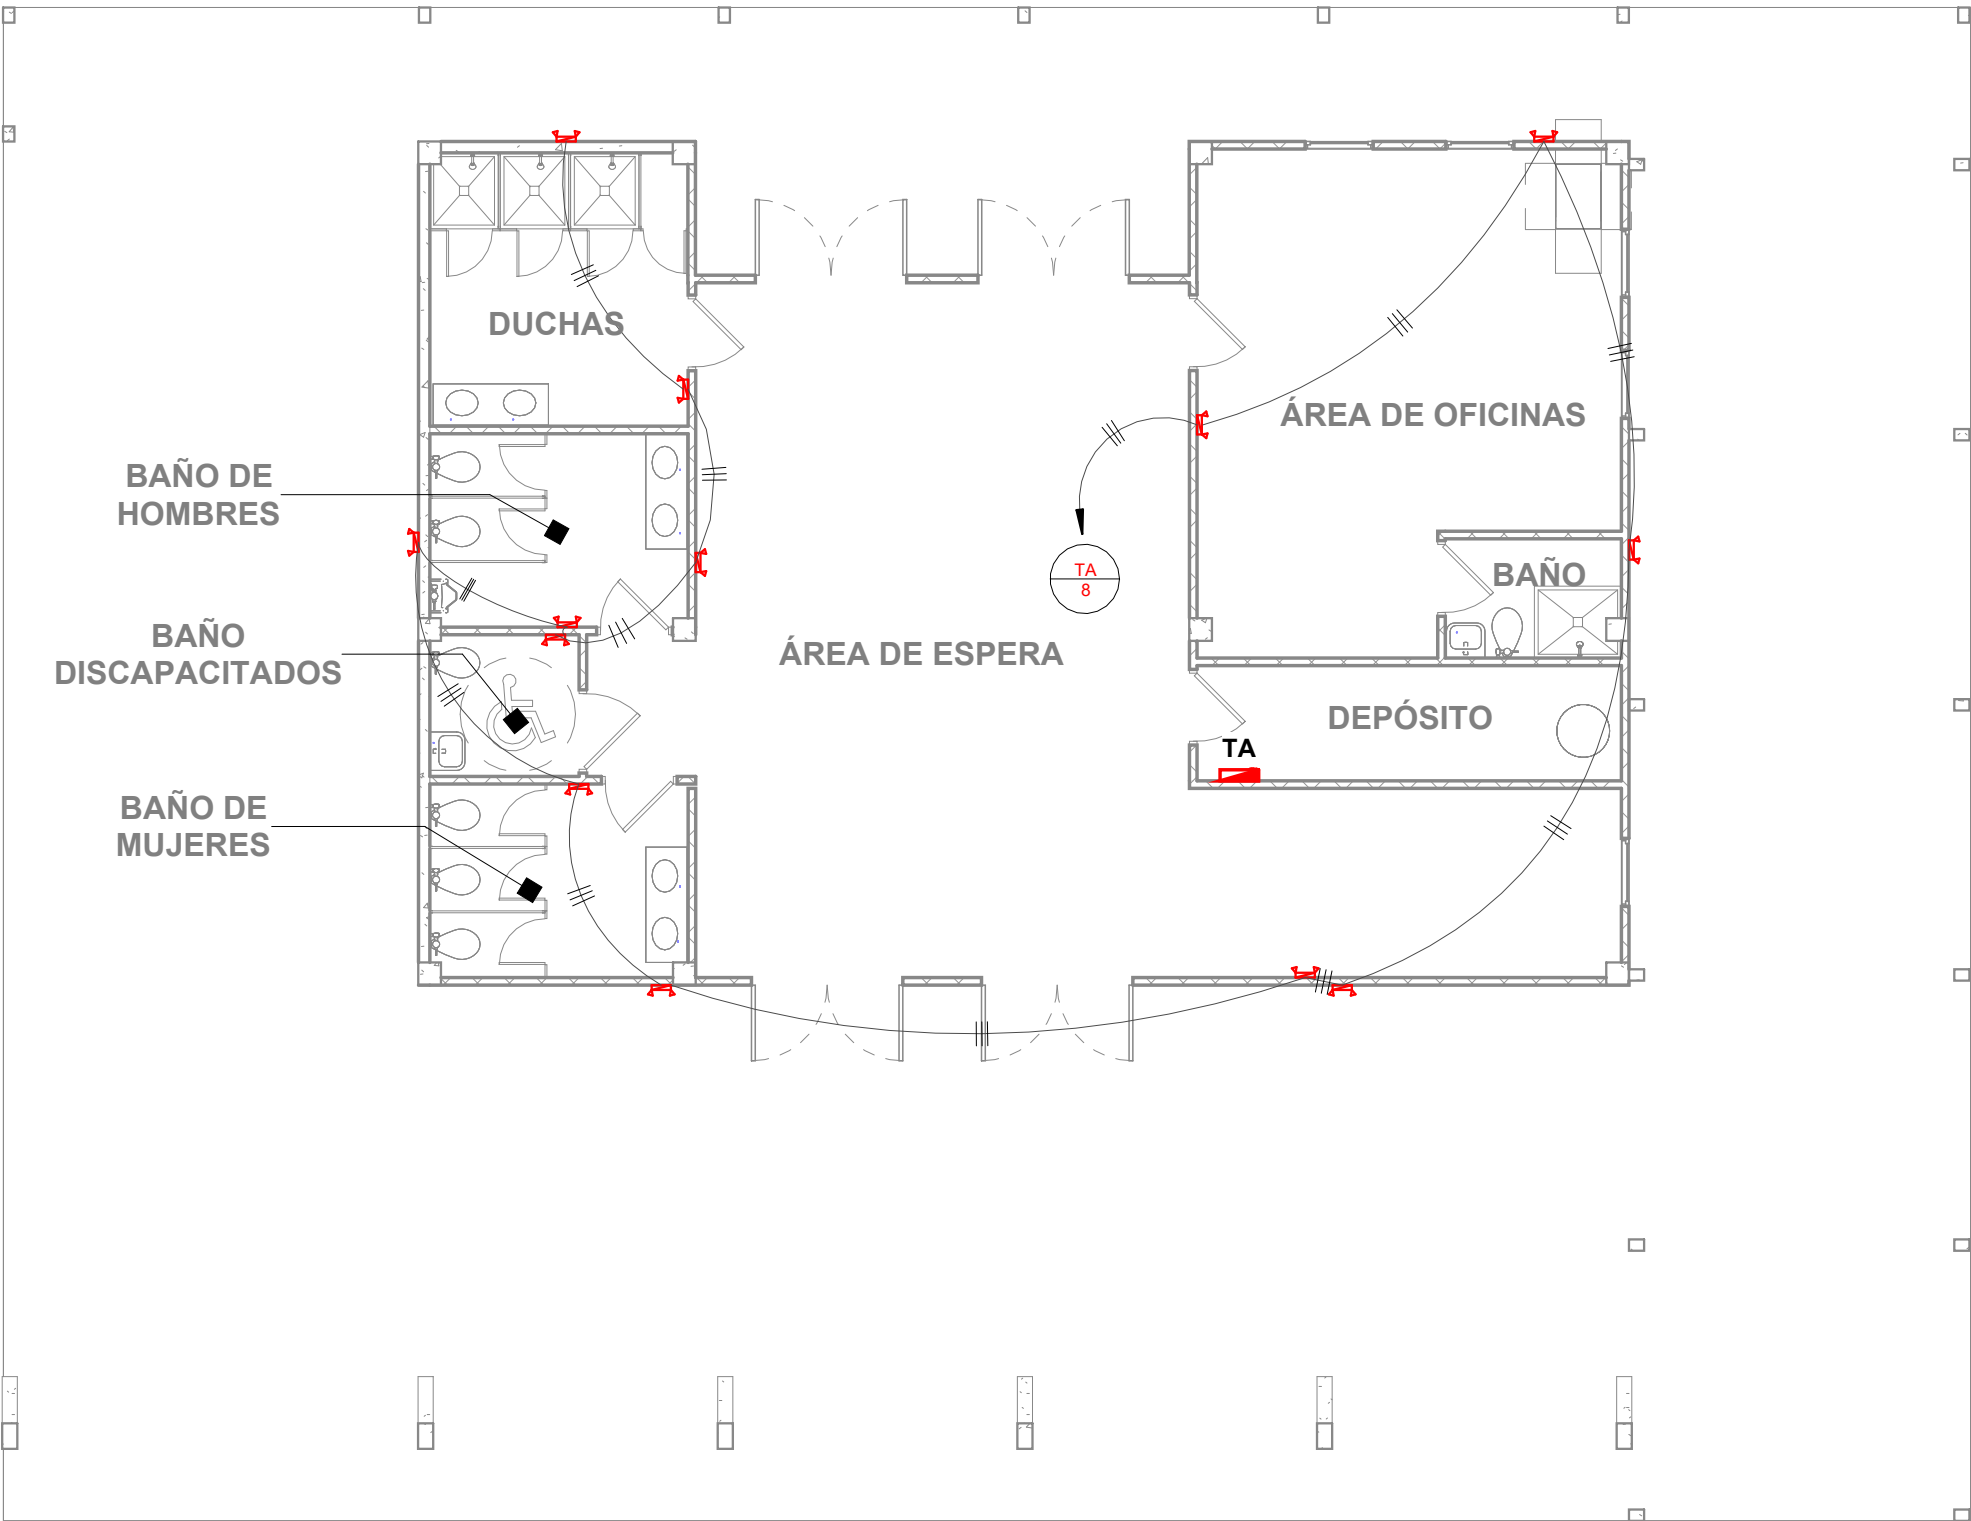 DUCHAS
ÁREA DE OFICINAS
BAÑO DE
HOMBRES
TA
8
BAÑO
BAÑO
DISCAPACITADOS
ÁREA DE ESPERA
DEPÓSITO
TA
BAÑO DE
MUJERES